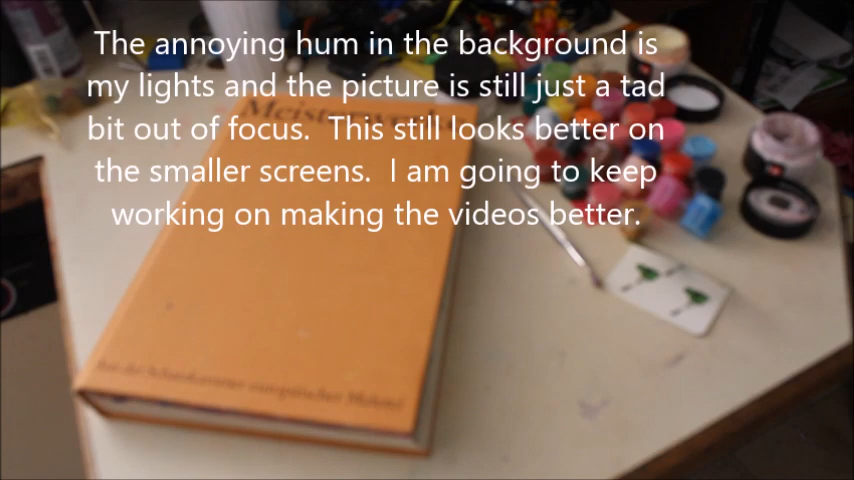 The annoying hum in the background is
my lights and the picture is still just a tad
bit out of focus.  This still looks better on
the smaller screens.  I am going to keep
working on making the videos better.
Meisterwerke